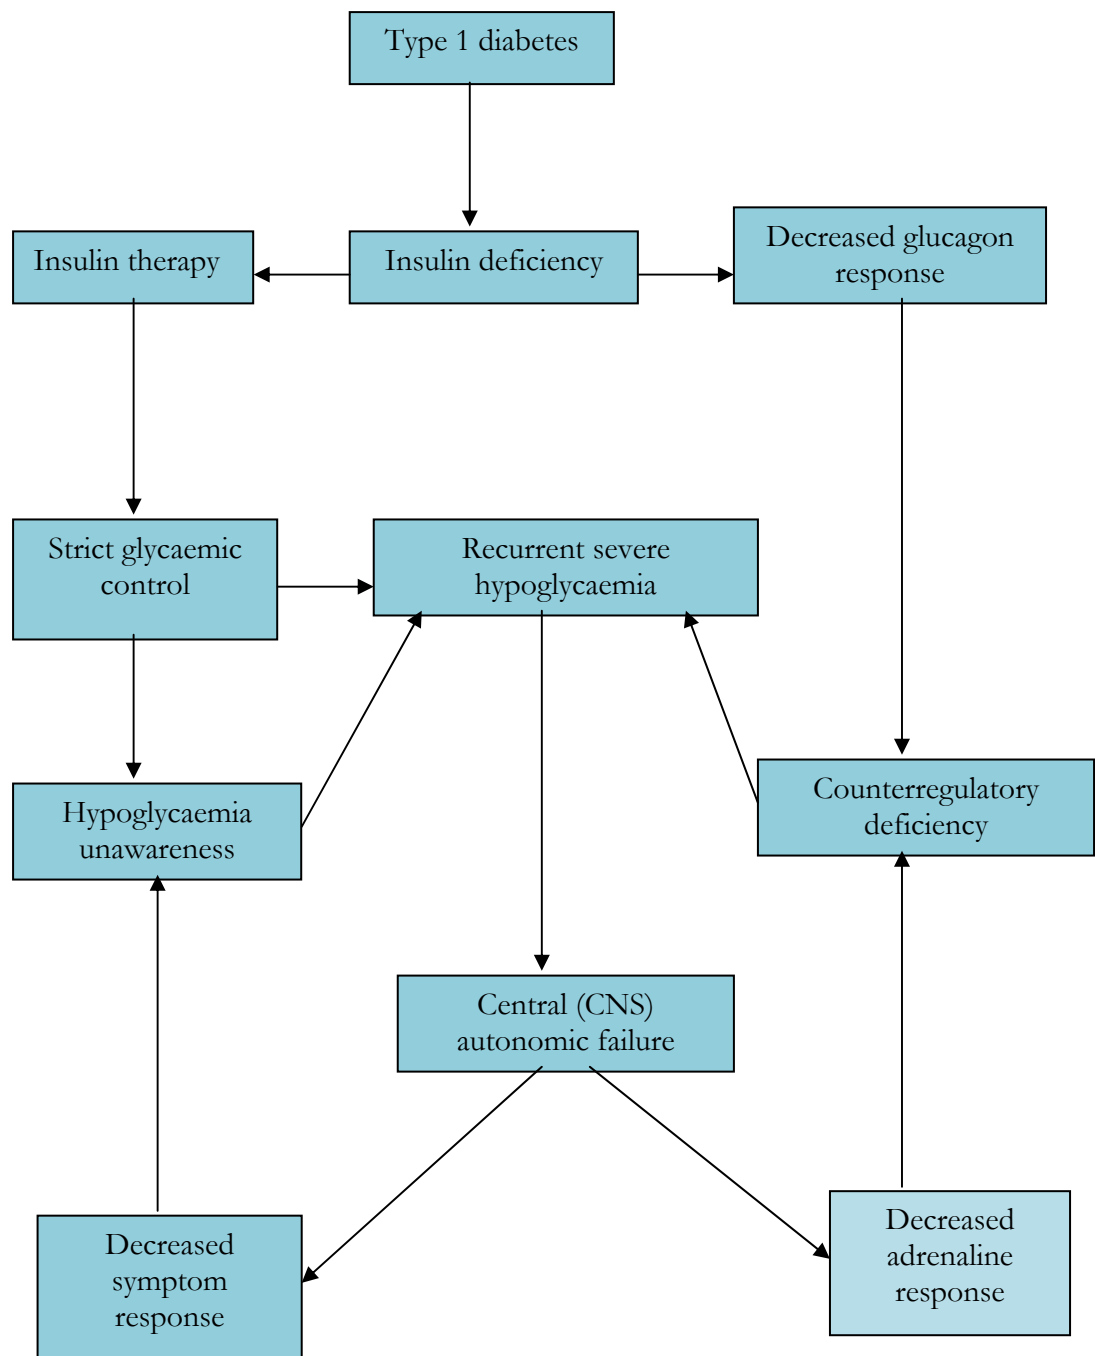 Type 1 diabetes
Insulin therapy
Insulin deficiency
Decreased glucagon
response
Strict glycaemic
control
Recurrent severe
hypoglycaemia
Hypoglycaemia
unawareness
Counterregulatory
deficiency
Central (CNS)
autonomic failure
Decreased
symptom
response
Decreased
adrenaline
response